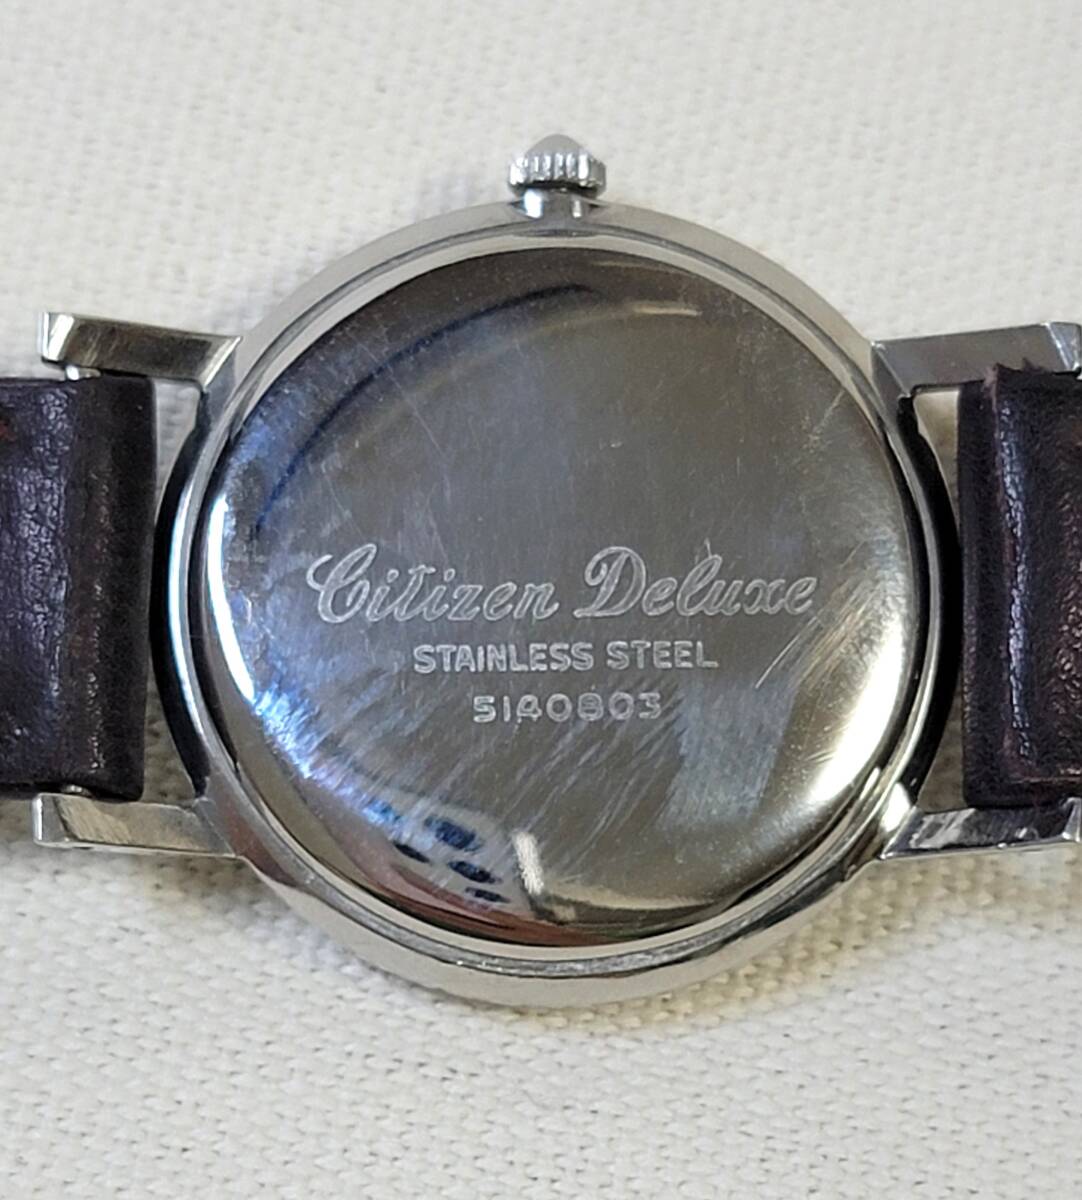 Citizen Deluxe
STAINLESS STEEL
5140803